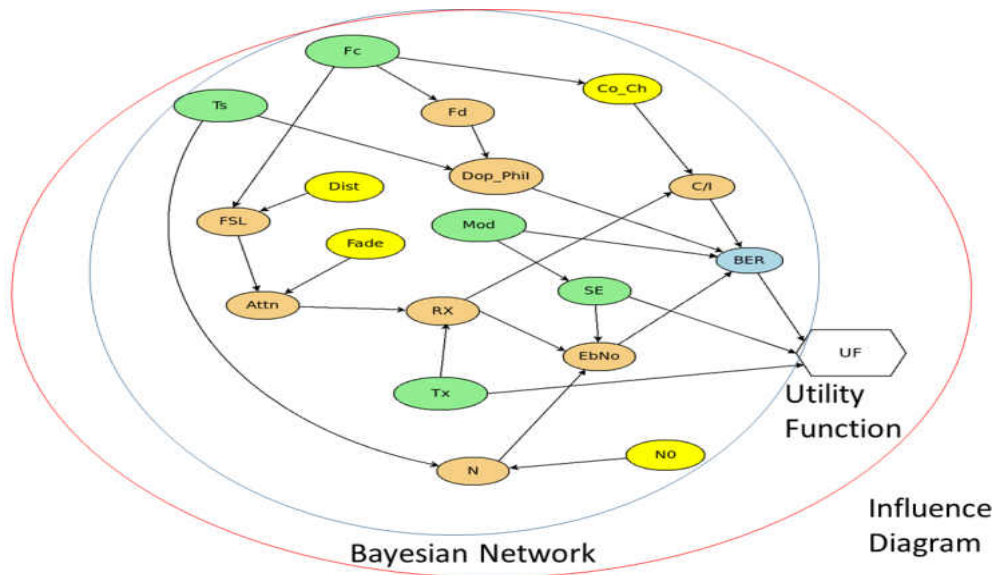 Fc
Co_Ch
Ts
Fd
Dop_Phil
Dist
C/I
FSL
Mod
Fade
BER
SE
Attn
RX
EbNo
UF
Tx
Utility
Function
N0
N
Influence
Diagram
Bayesian Network